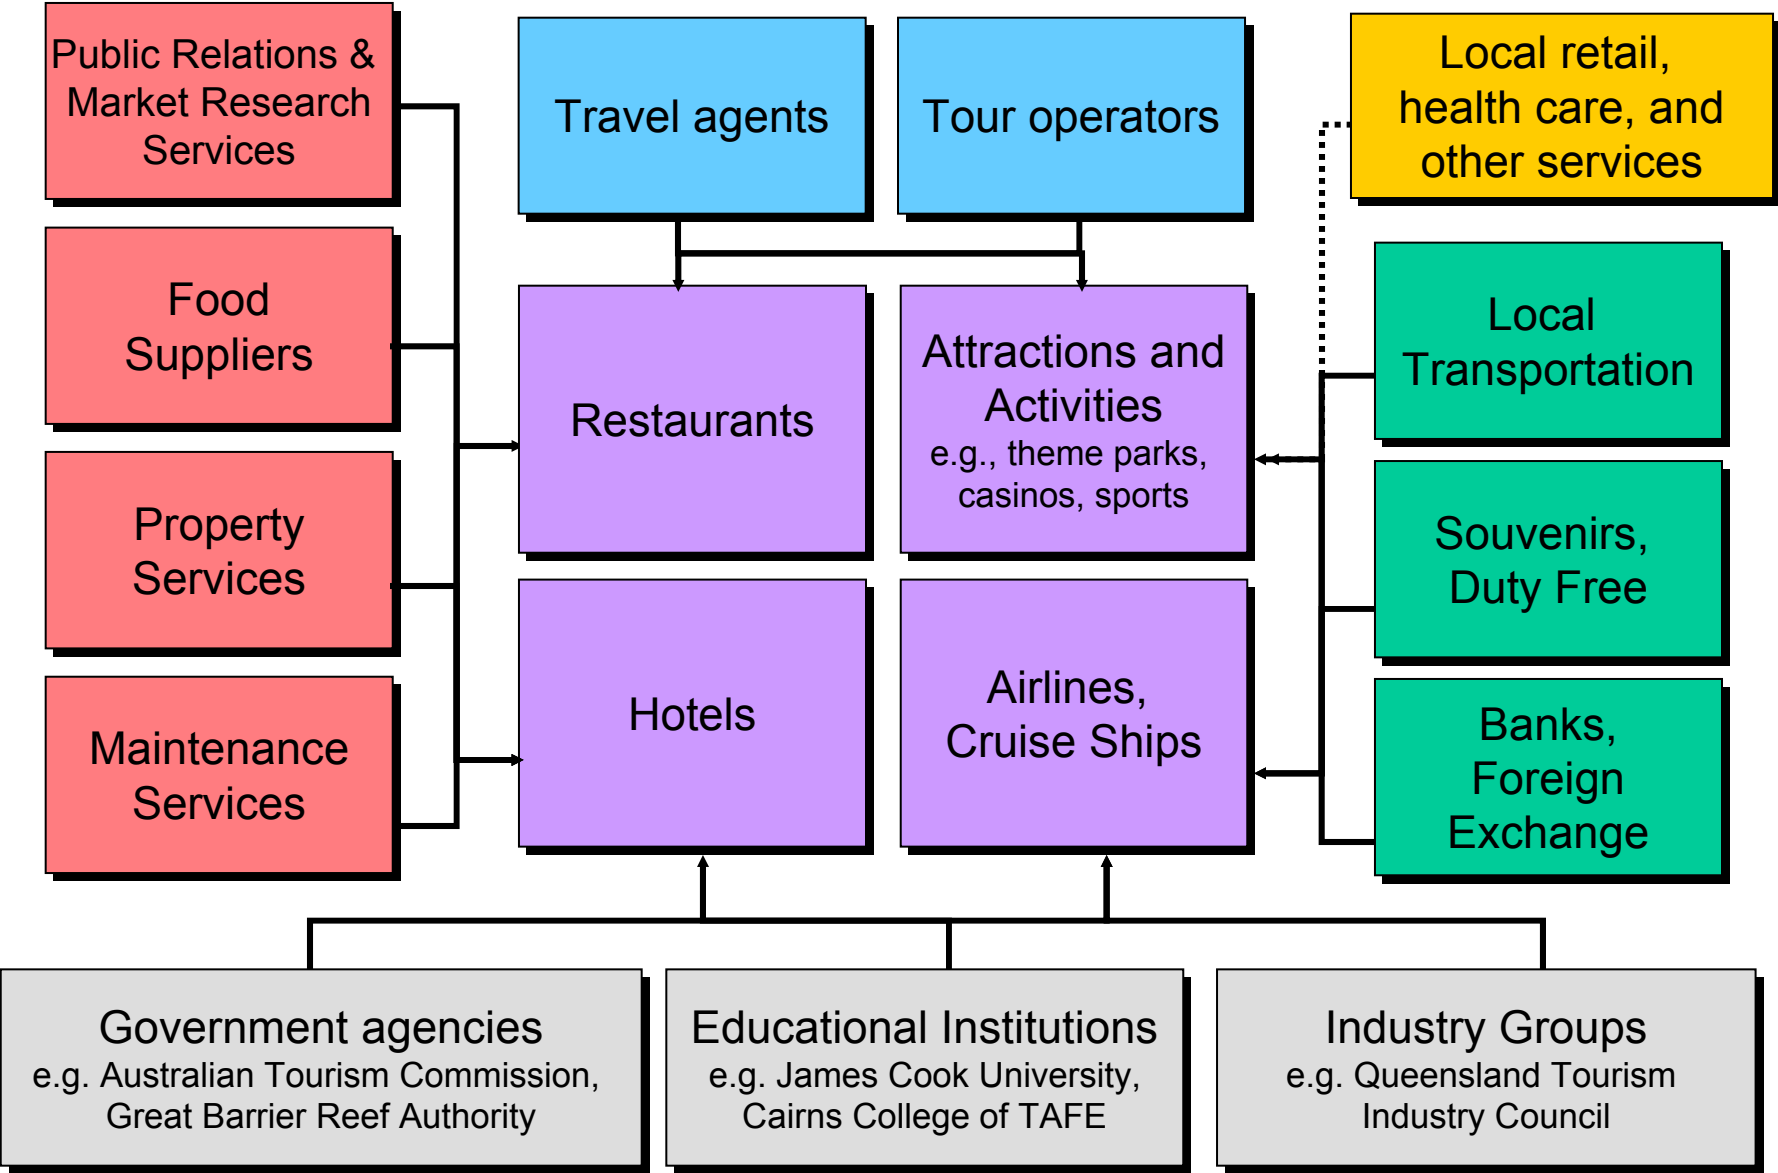 Public Relations &
Market Research
Services
Travel agents
Tour operators
Local retail,
health care, and
other services
Food
Suppliers
Restaurants
Attractions and
Activities
e.g., theme parks,
casinos, sports
Local
Transportation
Property
Services
Souvenirs,
Duty Free
Maintenance
Services
Hotels
Airlines,
Cruise Ships
Banks,
Foreign
Exchange
Government agencies
e.g. Australian Tourism Commission,
Great Barrier Reef Authority
Educational Institutions
e.g. James Cook University,
Cairns College of TAFE
Industry Groups
e.g. Queensland Tourism
Industry Council